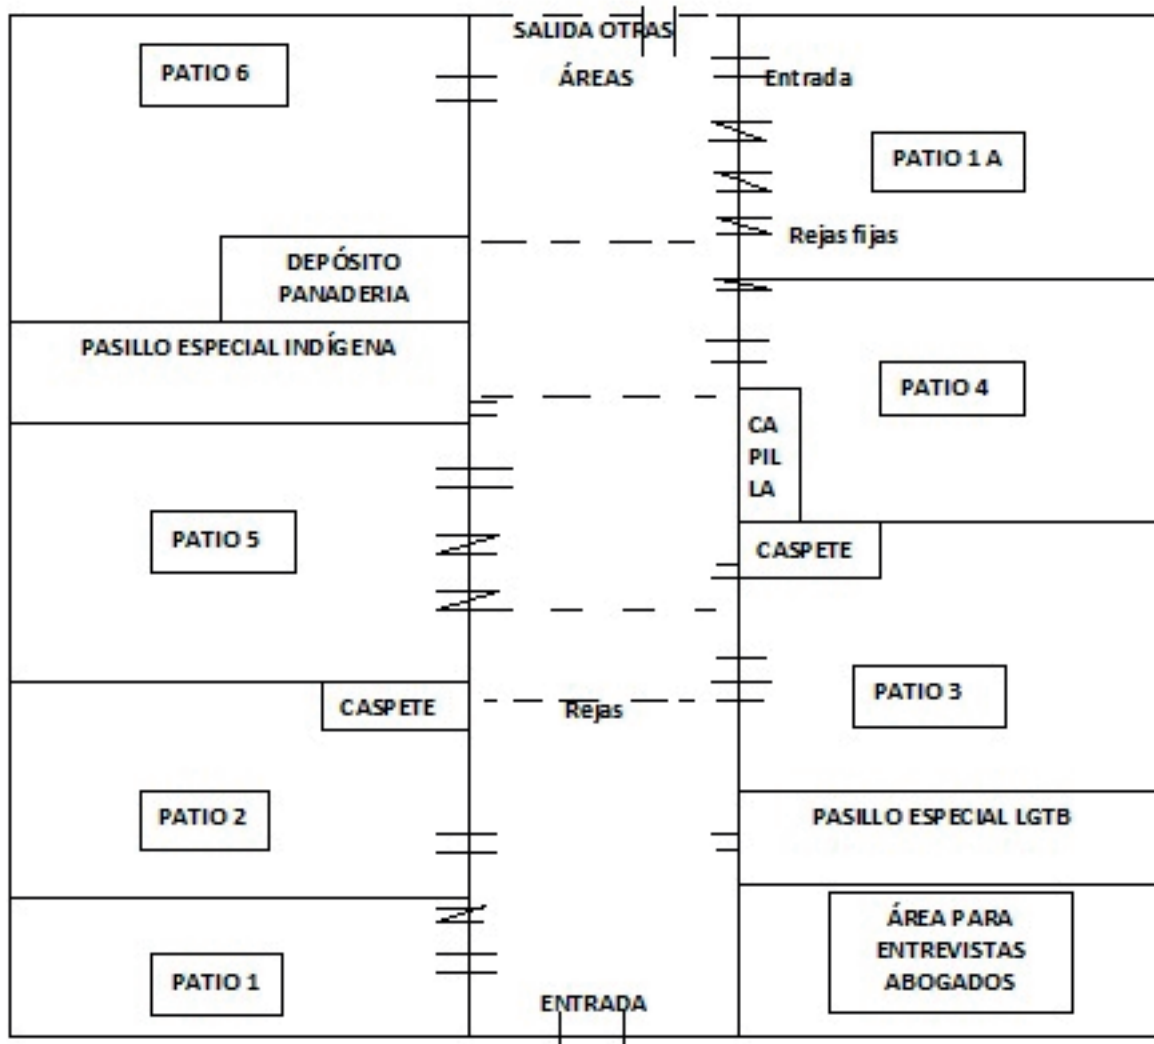 SALIDA OTRAS
ÁREAS
PATIO 6
Entrada
PATIO 1 A
Rejas fijas
DEPÓSITO
PANADERIA
PASILLO ESPECIAL INDÍGENA
PATIO 4
CA
PIL
LA
PATIO 5
CASPETE
CASPETE
Rejas
PATIO 3
PATIO 2
PASILLO ESPECIAL LGTB
ÁREA PARA
ENTREVISTAS
ABOGADOS
PATIO 1
ENTRADA